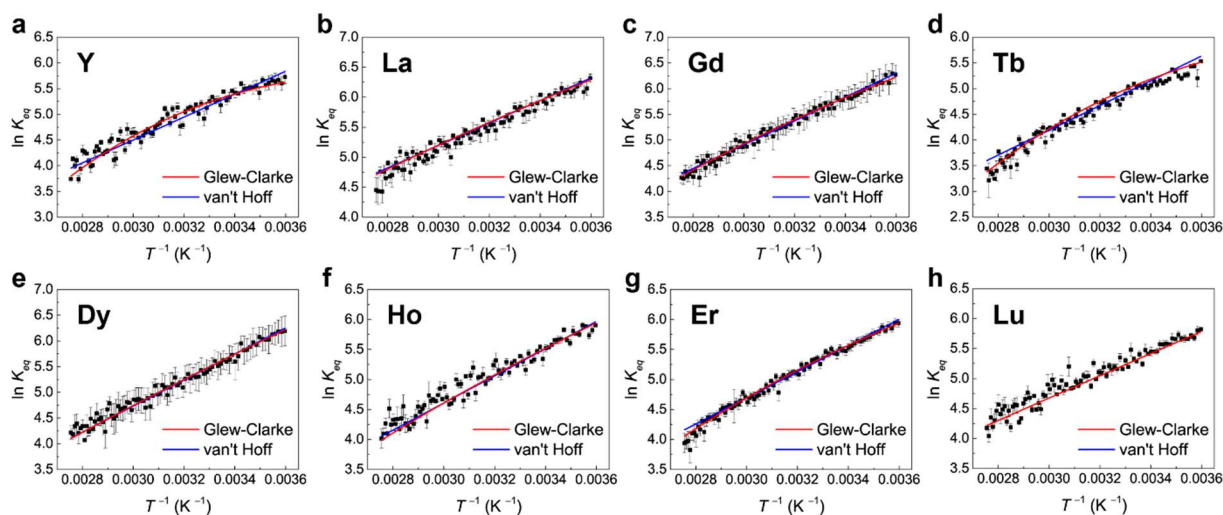 a
Y
ln Keq
6.5
6.0
5.5
5.0
4.5
4.0
3.5
3.0
Glew-Clarke
van't Hoff
0.0028 0.0030 0.0032 0.0034 0.0036
T⁻¹ (K⁻¹)
b
La
ln Keq
7.0
6.5
6.0
5.5
5.0
4.5
4.0
Glew-Clarke
van't Hoff
0.0028 0.0030 0.0032 0.0034 0.0036
T⁻¹ (K⁻¹)
c
Gd
ln Keq
7.0
6.5
6.0
5.5
5.0
4.5
4.0
3.5
Glew-Clarke
van't Hoff
0.0028 0.0030 0.0032 0.0034 0.0036
T⁻¹ (K⁻¹)
d
Tb
ln Keq
6.0
5.5
5.0
4.5
4.0
3.5
3.0
2.5
Glew-Clarke
van't Hoff
0.0028 0.0030 0.0032 0.0034 0.0036
T⁻¹ (K⁻¹)
e
Dy
ln Keq
7.0
6.5
6.0
5.5
5.0
4.5
4.0
3.5
Glew-Clarke
van't Hoff
0.0028 0.0030 0.0032 0.0034 0.0036
T⁻¹ (K⁻¹)
f
Ho
ln Keq
6.5
6.0
5.5
5.0
4.5
4.0
3.5
Glew-Clarke
van't Hoff
0.0028 0.0030 0.0032 0.0034 0.0036
T⁻¹ (K⁻¹)
g
Er
ln Keq
6.5
6.0
5.5
5.0
4.5
4.0
3.5
Glew-Clarke
van't Hoff
0.0028 0.0030 0.0032 0.0034 0.0036
T⁻¹ (K⁻¹)
h
Lu
ln Keq
6.5
6.0
5.5
5.0
4.5
4.0
3.5
Glew-Clarke
van't Hoff
0.0028 0.0030 0.0032 0.0034 0.0036
T⁻¹ (K⁻¹)